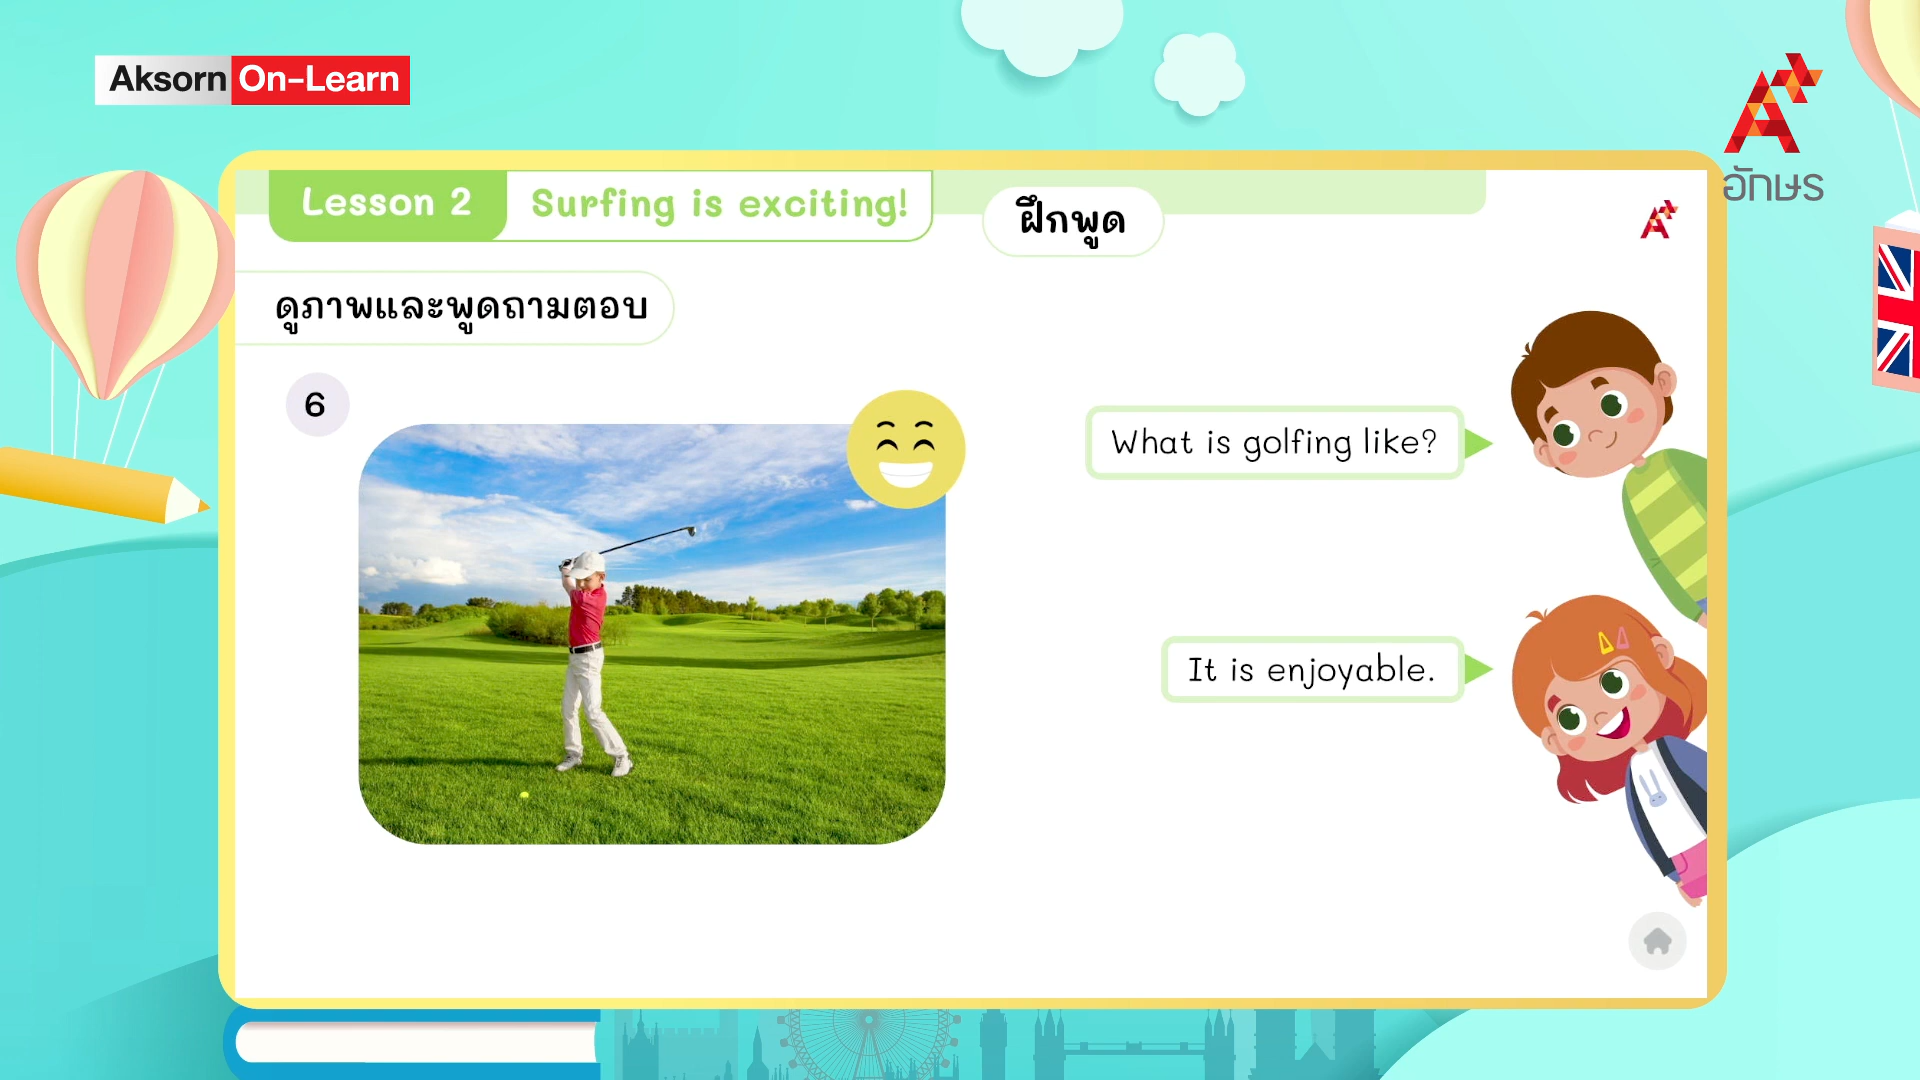 Aksorn On-Learn
อักษร
Lesson 2 Surfing is exciting!
ฝึกพูด
ดูภาพและพูดถามตอบ
6
What is golfing like?
It is enjoyable.